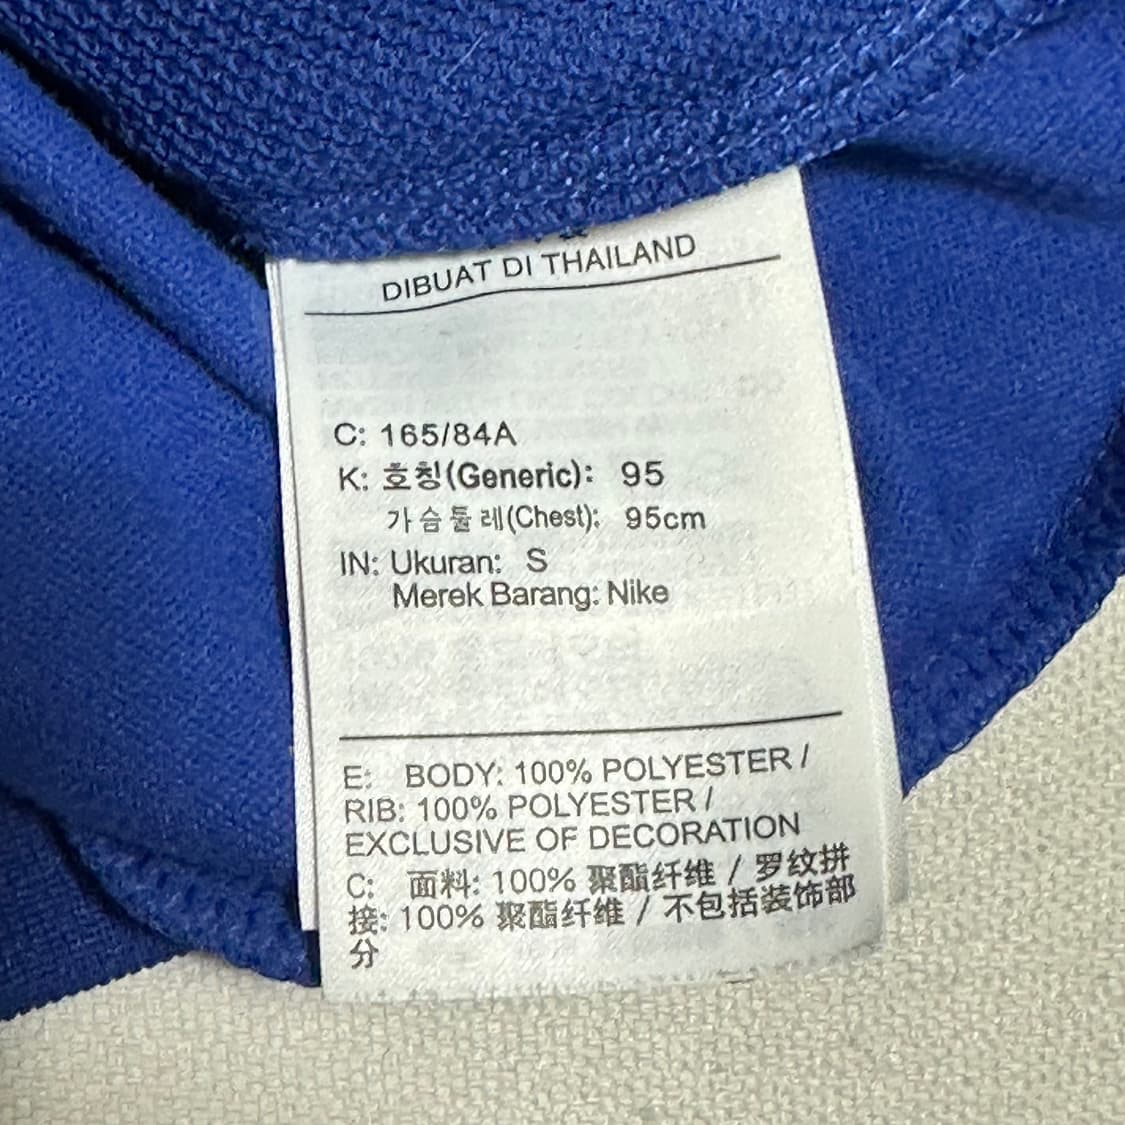 DIBUAT DI THAILAND
C: 165/84A
K: 호칭(Generic): 95
가슴둘레(Chest): 95cm
IN: Ukuran: S
Merek Barang: Nike
E: BODY: 100% POLYESTER /
RIB: 100% POLYESTER /
EXCLUSIVE OF DECORATION
C: 面料: 100% 聚酯纤维 / 罗纹拼
接: 100% 聚酯纤维 / 不包括装饰部
分